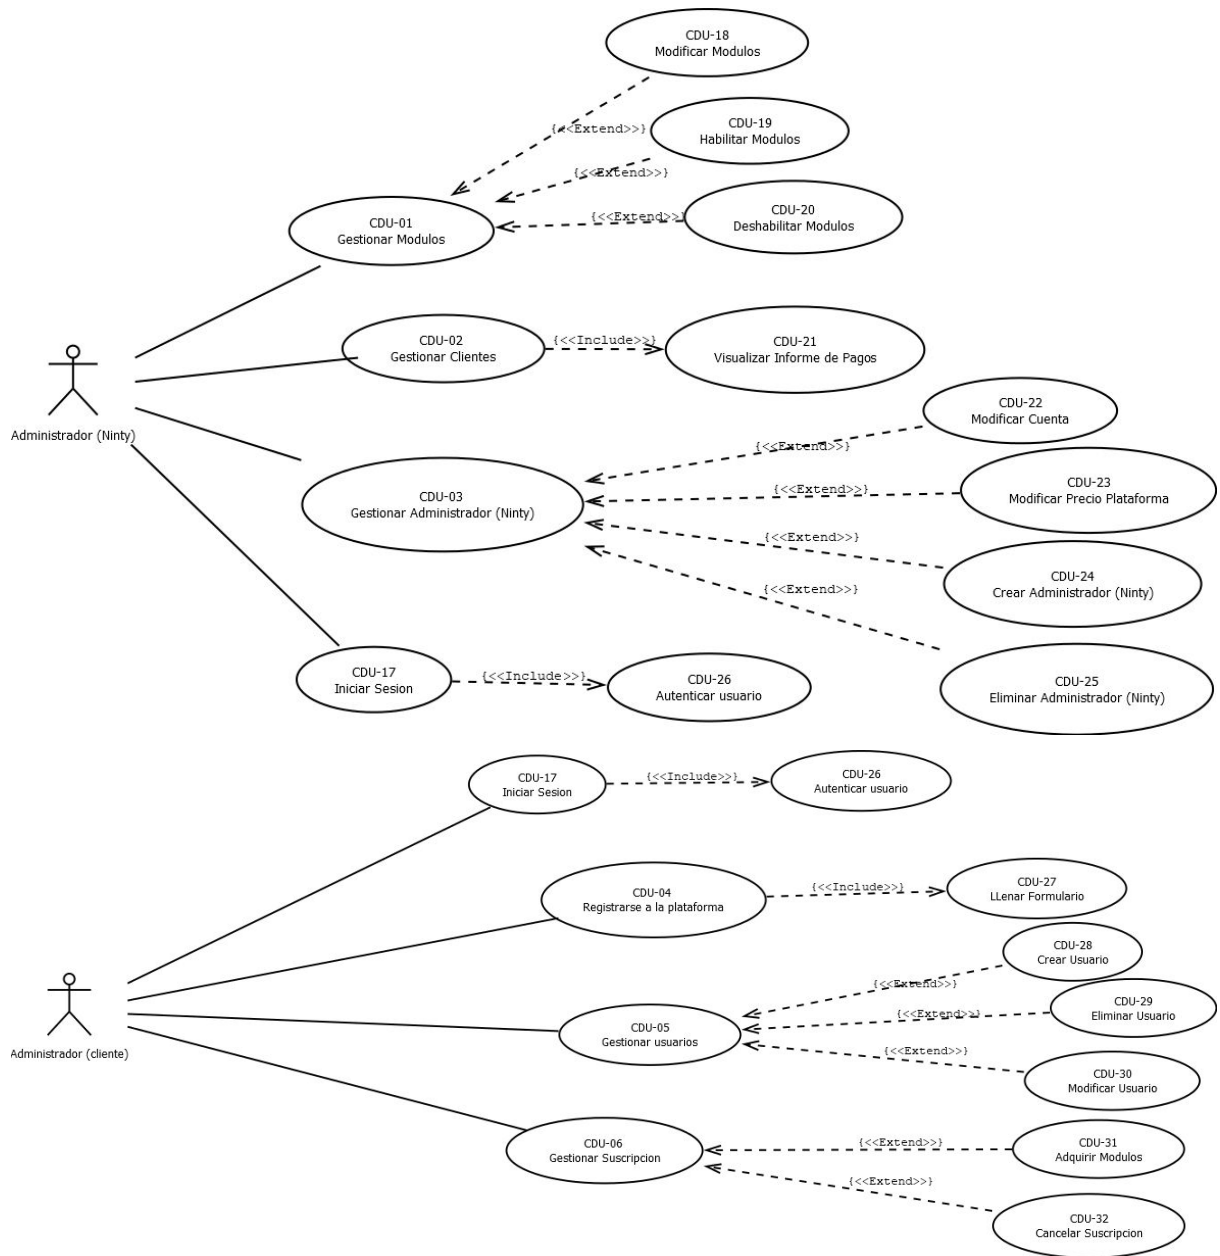 CDU-18
Modificar Modulos
{<<Extend>>}
CDU-19
Habilitar Modulos
{<<Extend>>}
CDU-20
Deshabilitar Modulos
{<<Extend>>}
CDU-01
Gestionar Modulos
CDU-02
Gestionar Clientes
{<<Include>>}
CDU-21
Visualizar Informe de Pagos
Administrador (Ninty)
CDU-22
Modificar Cuenta
{<<Extend>>}
CDU-23
Modificar Precio Plataforma
{<<Extend>>}
CDU-03
Gestionar Administrador (Ninty)
{<<Extend>>}
CDU-24
Crear Administrador (Ninty)
{<<Extend>>}
CDU-25
Eliminar Administrador (Ninty)
CDU-17
Iniciar Sesion
{<<Include>>}
CDU-26
Autenticar usuario
CDU-17
Iniciar Sesion
{<<Include>>}
CDU-26
Autenticar usuario
CDU-04
Registrarse a la plataforma
{<<Include>>}
CDU-27
LLenar Formulario
CDU-28
Crear Usuario
{<<Extend>>}
CDU-29
Eliminar Usuario
{<<Extend>>}
Administrador (cliente)
CDU-05
Gestionar usuarios
{<<Extend>>}
CDU-30
Modificar Usuario
CDU-06
Gestionar Suscripcion
{<<Extend>>}
CDU-31
Adquirir Modulos
{<<Extend>>}
CDU-32
Cancelar Suscripcion